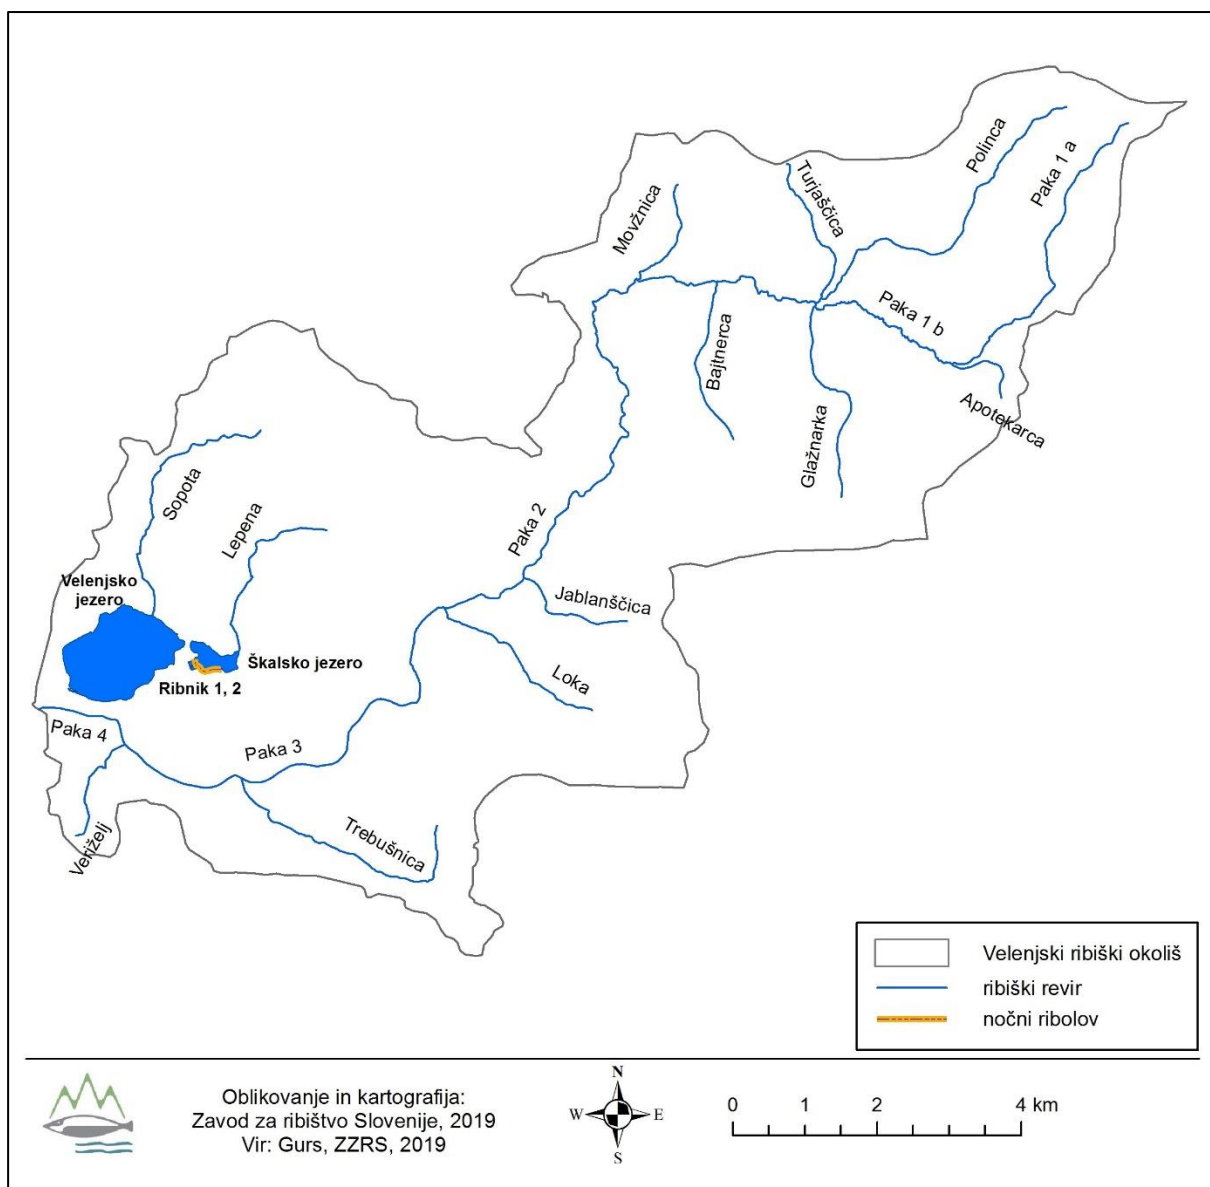 Polinca
Paka 1 a
Turjaščica
Movžnica
Paka 1 b
Bajtnerca
Apotekarca
Glažnarka
Sopota
Lepena
Paka 2
Velenjsko
jezero
Jablanščica
Škalsko jezero
Loka
Ribnik 1, 2
Paka 4
Paka 3
Trebušnica
Veriželj
Velenjski ribiški okoliš
ribiški revir
nočni ribolov
Oblikovanje in kartografija:
Zavod za ribištvo Slovenije, 2019
Vir: Gurs, ZZRS, 2019
N
W E
S
0 1 2 4 km